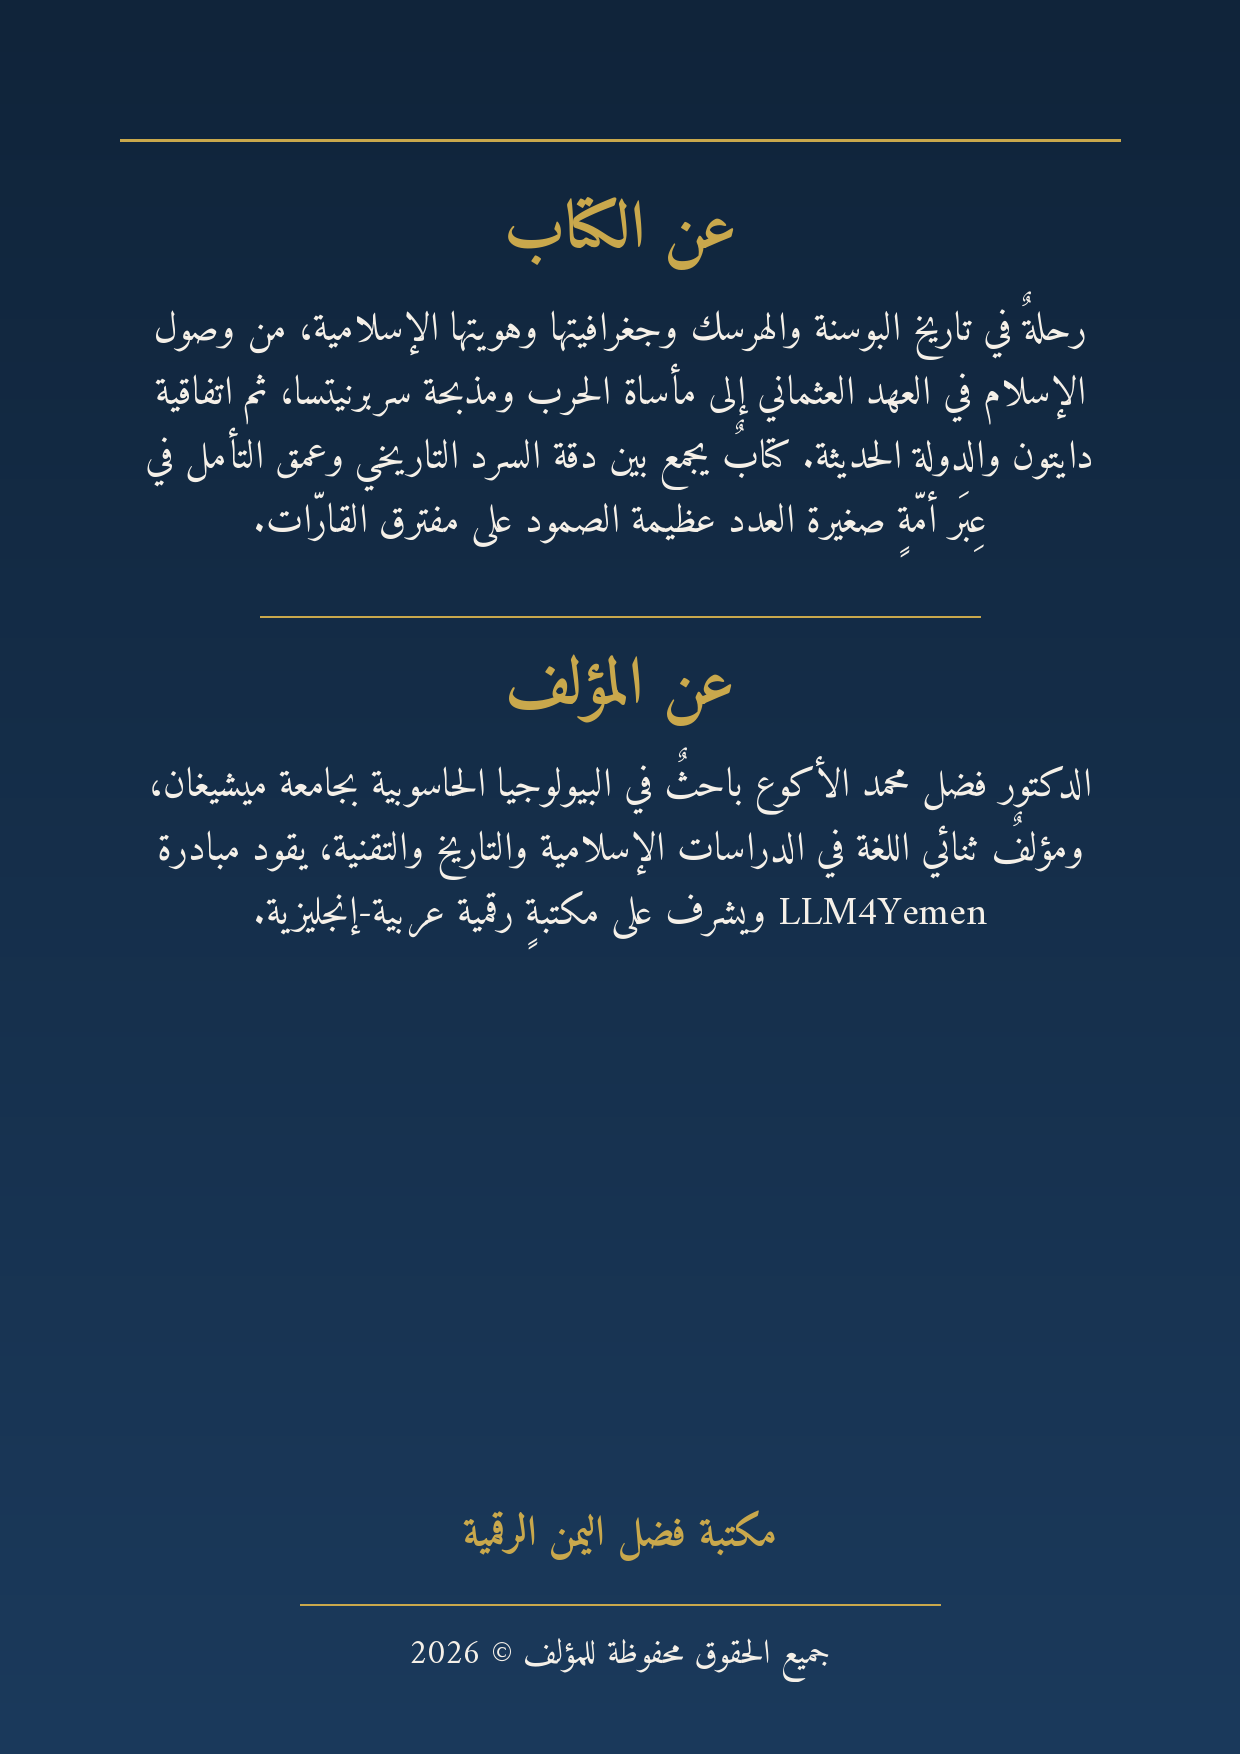 عن الكتاب
رحلةٌ في تاريخ البوسنة والهرسك وجغرافيتها وهويتها الإسلامية، من وصول
الإسلام في العهد العثماني إلى مأساة الحرب ومذبحة سربرنيتسا، ثم اتفاقية
دايتون والدولة الحديثة. كتابٌ يجمع بين دقة السرد التاريخي وعمق التأمل في
عِبَر أمّةٍ صغيرة العدد عظيمة الصمود على مفترق القارّات.
عن المؤلف
الدكتور فضل محمد الأكوع باحثٌ في البيولوجيا الحاسوبية بجامعة ميشيغان،
ومؤلفٌ ثنائي اللغة في الدراسات الإسلامية والتاريخ والتقنية، يقود مبادرة
LLM4Yemen ويشرف على مكتبةٍ رقمية عربية-إنجليزية.
مكتبة فضل اليمن الرقمية
جميع الحقوق محفوظة للمؤلف © 2026